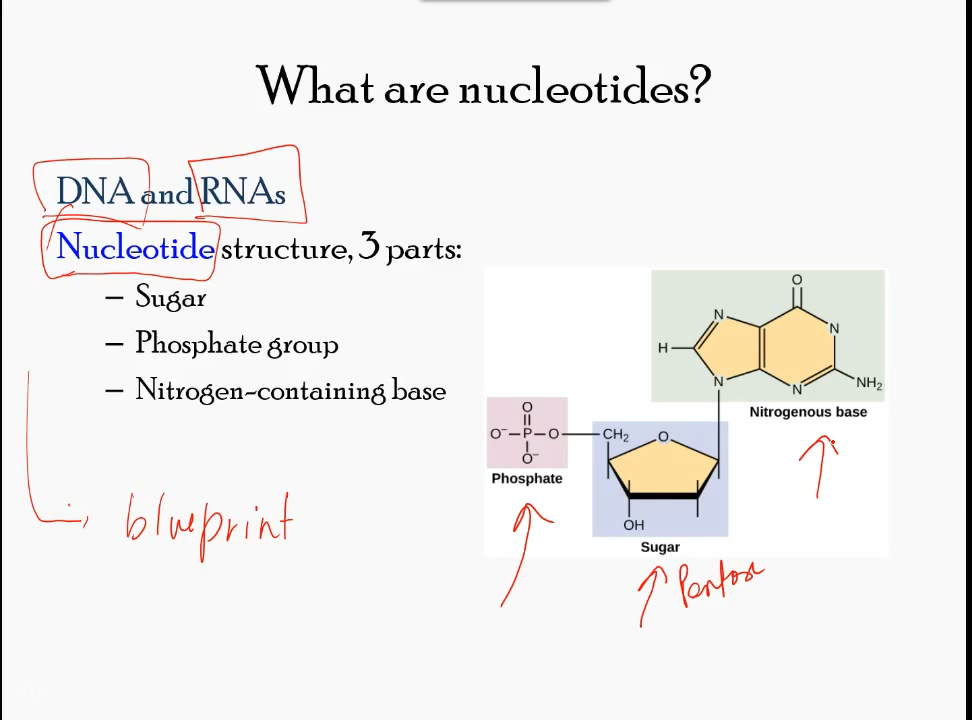 What are nucleotides?
DNA and RNAs
Nucleotide structure, 3 parts:
– Sugar
– Phosphate group
– Nitrogen-containing base
blueprint
O
N
N
H
N
N
NH₂
Nitrogenous base
O
O⁻ P O
O⁻
CH₂
O
Phosphate
OH
Sugar
Pentose